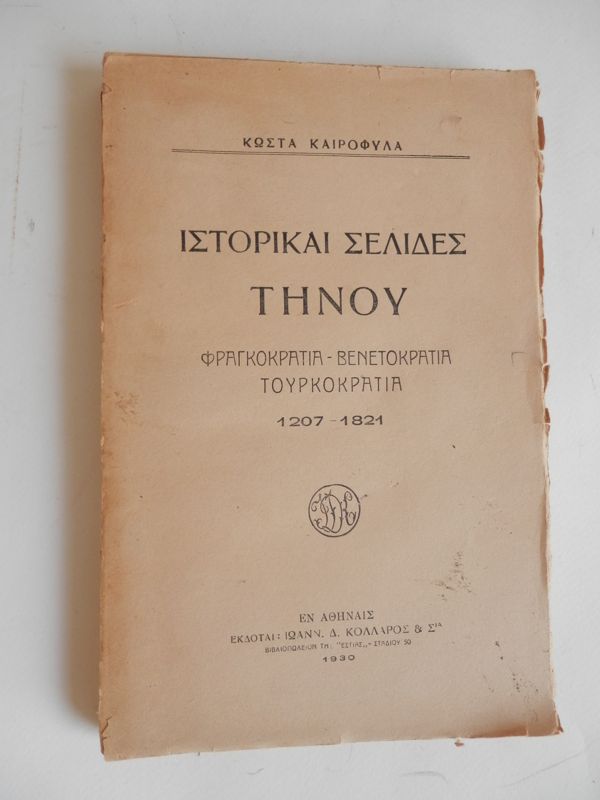 ΚΩΣΤΑ ΚΑΙΡΟΦΥΛΑ
ΙΣΤΟΡΙΚΑΙ ΣΕΛΙΔΕΣ
ΤΗΝΟΥ
ΦΡΑΓΚΟΚΡΑΤΙΑ - ΒΕΝΕΤΟΚΡΑΤΙΑ
ΤΟΥΡΚΟΚΡΑΤΙΑ
1207 - 1821
ΕΝ ΑΘΗΝΑΙΣ
ΕΚΔΟΤΑΙ: ΙΩΑΝΝ. Δ. ΚΟΛΛΑΡΟΣ & Σια
ΒΙΒΛΙΟΠΩΛΕΙΟΝ ΤΗΣ "ΕΣΤΙΑΣ„ - ΣΤΑΔΙΟΥ 50
1930